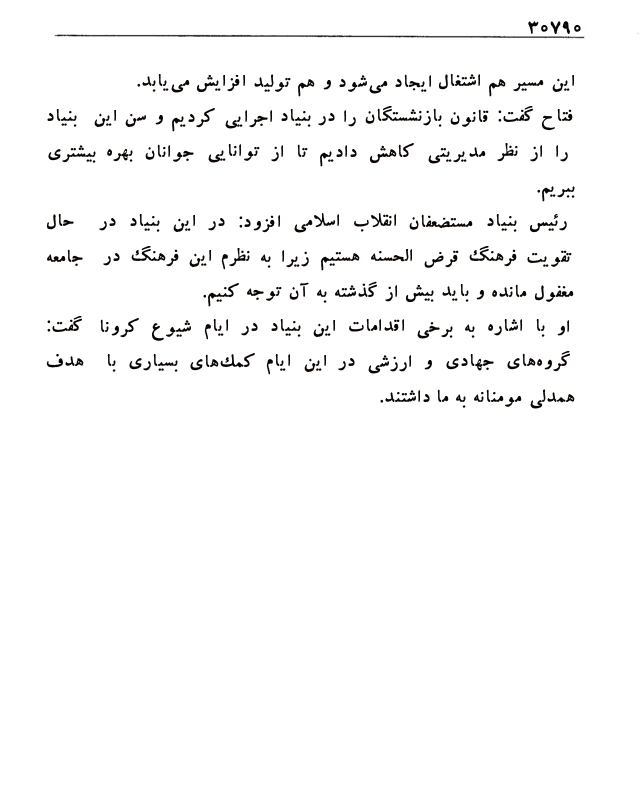 ۳۰۷۹۰
این مسیر هم اشتغال ایجاد می‌شود و هم تولید افزایش می‌یابد.
فتاح گفت: قانون بازنشستگان را در بنیاد اجرایی کردیم و سن این بنیاد
را از نظر مدیریتی کاهش دادیم تا از توانایی جوانان بهره بیشتری
ببریم.
رئیس بنیاد مستضعفان انقلاب اسلامی افزود: در این بنیاد در حال
تقویت فرهنگ قرض الحسنه هستیم زیرا به نظرم این فرهنگ در جامعه
مغفول مانده و باید بیش از گذشته به آن توجه کنیم.
او با اشاره به برخی اقدامات این بنیاد در ایام شیوع کرونا گفت:
گروه‌های جهادی و ارزشی در این ایام کمک‌های بسیاری با هدف
همدلی مومنانه به ما داشتند.